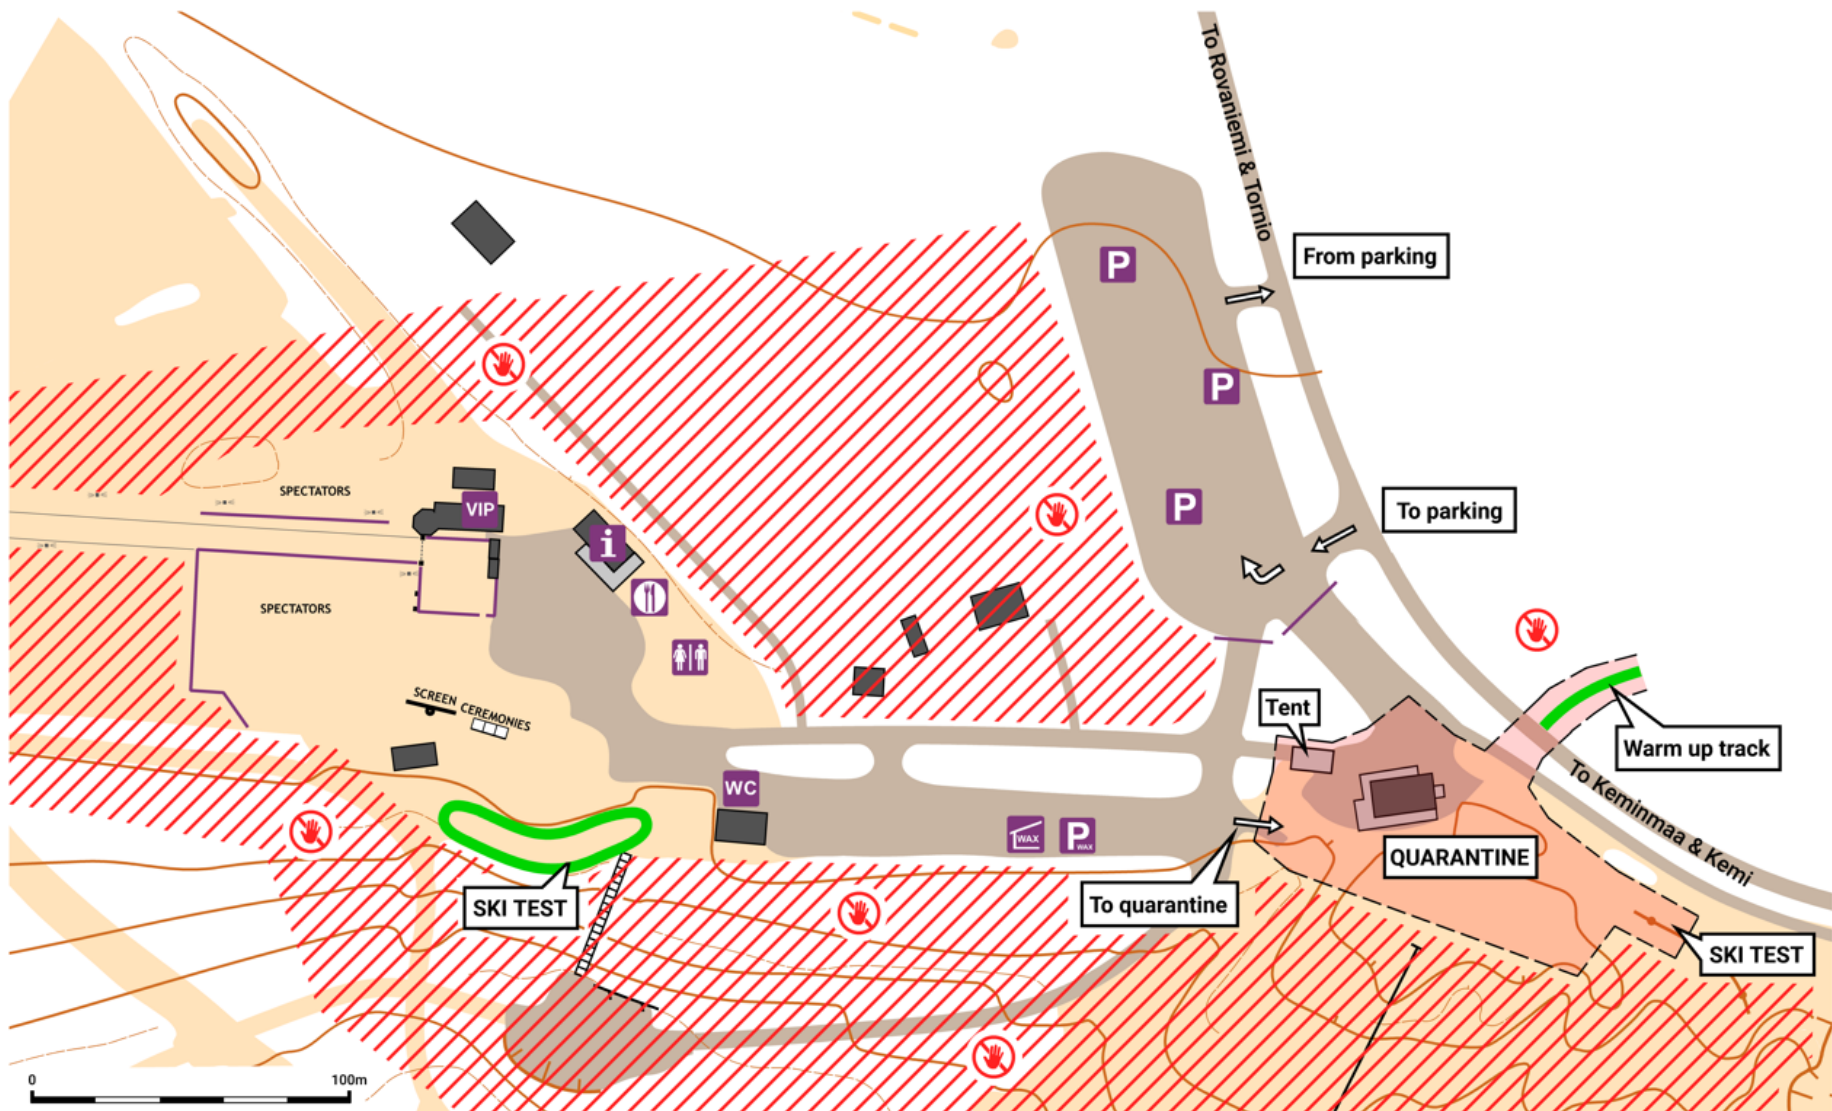 To Rovaniemi & Tornio
From parking
P
P
To parking
P
SPECTATORS
VIP
i
SPECTATORS
SCREEN
CEREMONIES
Tent
Warm up track
To Keminmaa & Kemi
WC
WAX
P
WAX
QUARANTINE
To quarantine
SKI TEST
SKI TEST
0
100m